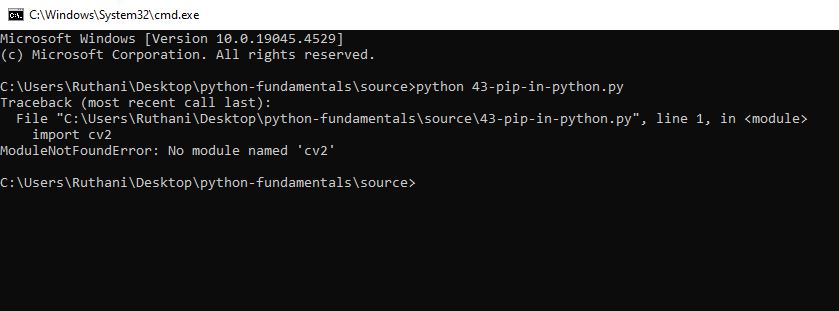 C:\Windows\System32\cmd.exe
Microsoft Windows [Version 10.0.19045.4529]
(c) Microsoft Corporation. All rights reserved.
C:\Users\Ruthani\Desktop\python-fundamentals\source>python 43-pip-in-python.py
Traceback (most recent call last):
  File "C:\Users\Ruthani\Desktop\python-fundamentals\source\43-pip-in-python.py", line 1, in <module>
    import cv2
ModuleNotFoundError: No module named 'cv2'
C:\Users\Ruthani\Desktop\python-fundamentals\source>